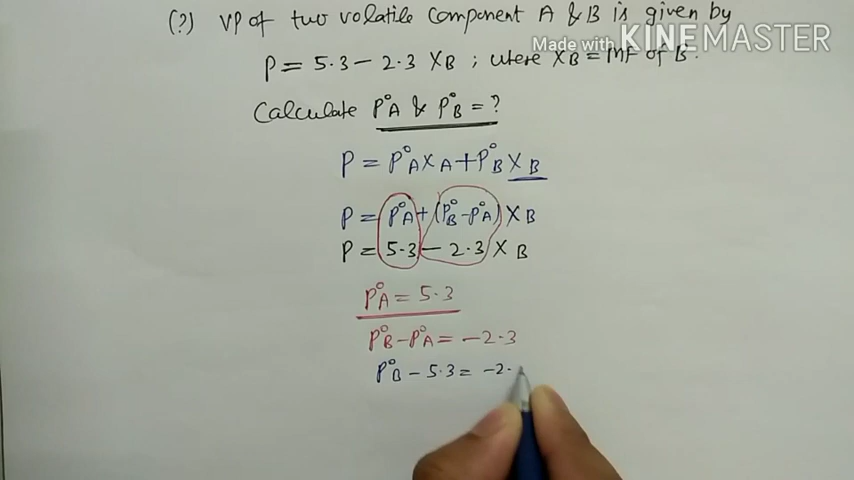 (?) VP of two volatile component A & B is given by
Made with KINEMASTER
P = 5.3 - 2.3 XB ; where XB = MF of B.
Calculate P°A & P°B = ?
P = P°A XA + P°B XB
P = P°A + (P°B - P°A) XB
P = 5.3 - 2.3 XB
P°A = 5.3
P°B - P°A = -2.3
P°B - 5.3 = -2.